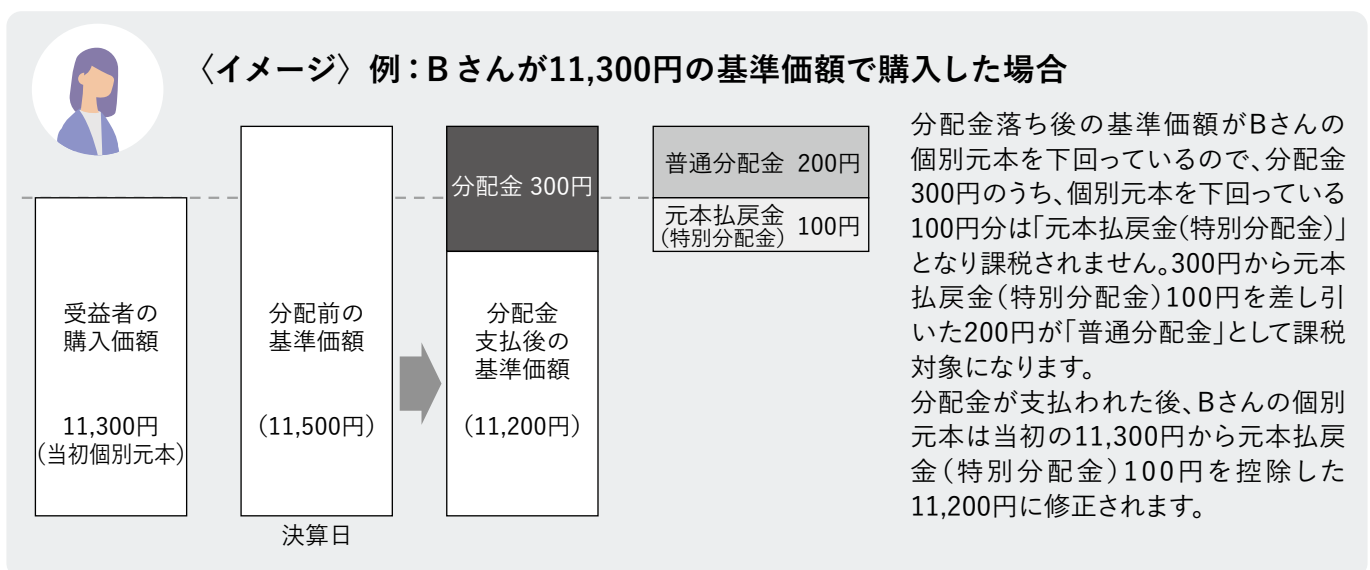 〈イメージ〉例：Bさんが11,300円の基準価額で購入した場合
受益者の
購入価額
11,300円
(当初個別元本)
分配前の
基準価額
(11,500円)
決算日
分配金 300円
分配金
支払後の
基準価額
(11,200円)
普通分配金 200円
元本払戻金
(特別分配金) 100円
分配金落ち後の基準価額がBさんの
個別元本を下回っているので、分配金
300円のうち、個別元本を下回っている
100円分は「元本払戻金(特別分配金)」
となり課税されません。300円から元本
払戻金(特別分配金)100円を差し引
いた200円が「普通分配金」として課税
対象になります。
分配金が支払われた後、Bさんの個別
元本は当初の11,300円から元本払戻
金(特別分配金)100円を控除した
11,200円に修正されます。